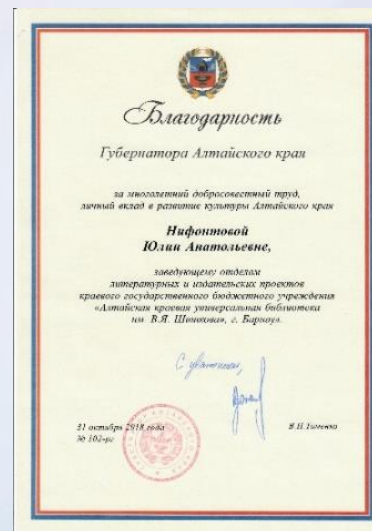 Благодарность
Губернатора Алтайского края
за многолетний добросовестный труд,
личный вклад в развитие культуры Алтайского края
Нифонтовой
Юлии Анатольевне,
заведующему отделом
литературных и издательских проектов
краевого государственного бюджетного учреждения
«Алтайская краевая универсальная библиотека
им. В.Я. Шишкова», г. Барнаул.
С уважением,
31 октября 2018 года
В.П.Томенко
№ 102-рг